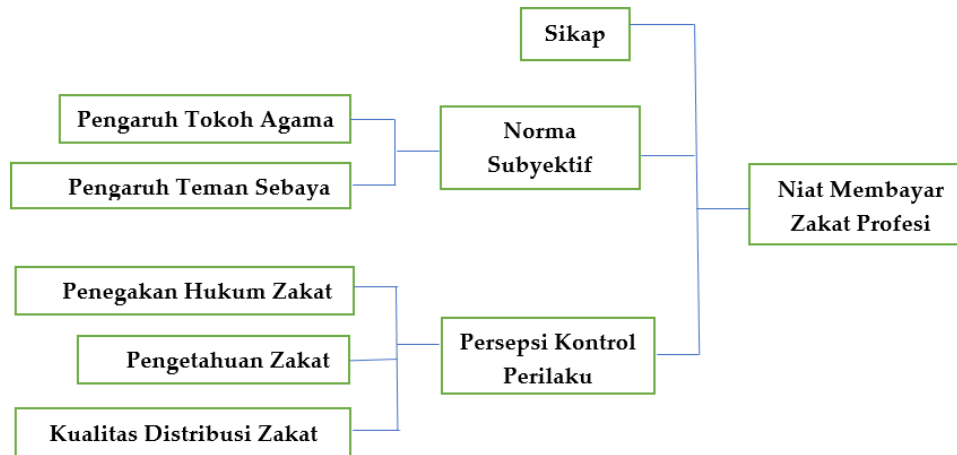 Sikap
Pengaruh Tokoh Agama
Norma
Subyektif
Pengaruh Teman Sebaya
Niat Membayar
Zakat Profesi
Penegakan Hukum Zakat
Persepsi Kontrol
Perilaku
Pengetahuan Zakat
Kualitas Distribusi Zakat